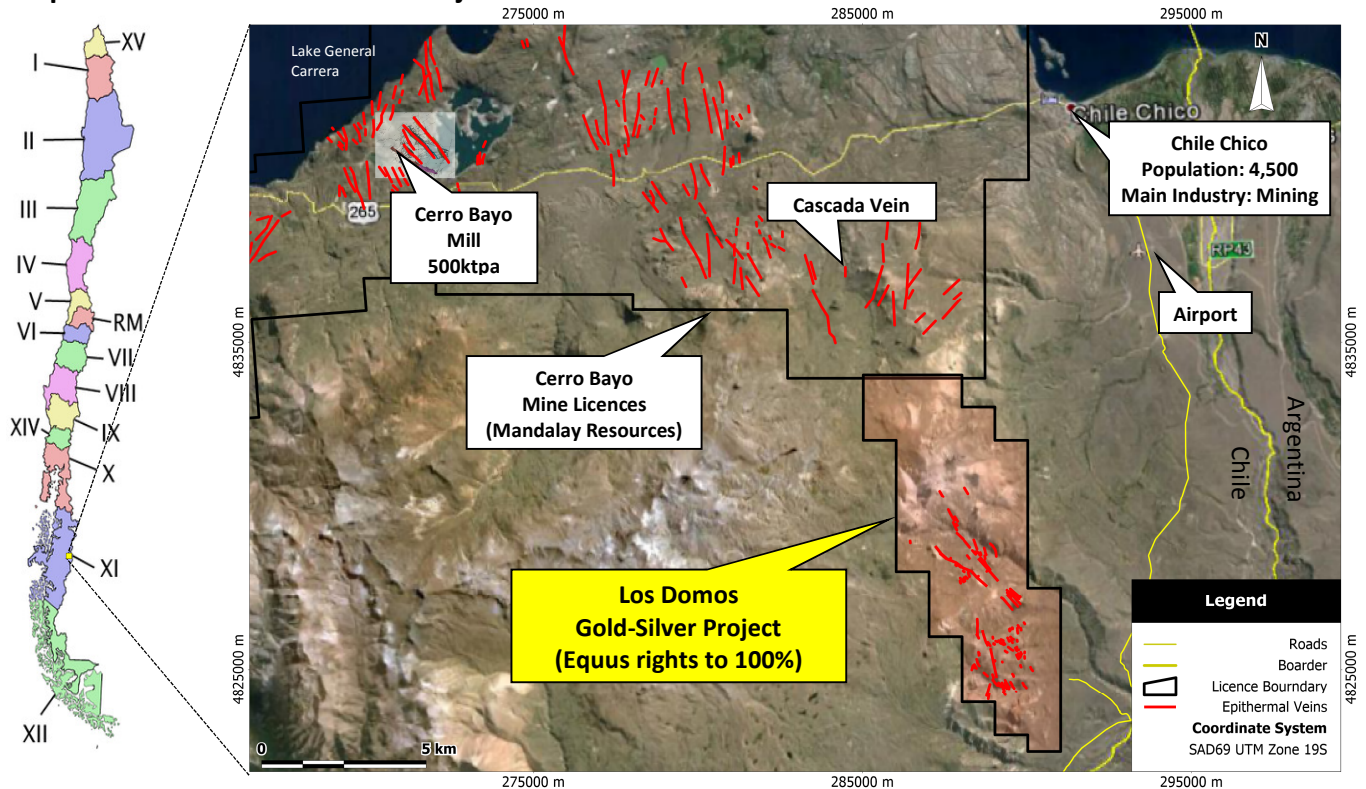 275000 m
285000 m
295000 m
XV
I
II
III
IV
V
RM
VI
VII
VIII
XIV
IX
X
XI
XII
Lake General
Carrera
N
Chile Chico
Chile Chico
Population: 4,500
Main Industry: Mining
265
Cerro Bayo
Mill
500ktpa
Cascada Vein
RP43
Airport
4835000 m
4835000 m
Cerro Bayo
Mine Licences
(Mandalay Resources)
Argentina
Chile
Los Domos
Gold-Silver Project
(Equus rights to 100%)
4825000 m
4825000 m
Legend
Roads
Boarder
Licence Bourndary
Epithermal Veins
Coordinate System
SAD69 UTM Zone 19S
0
5 km
275000 m
285000 m
295000 m